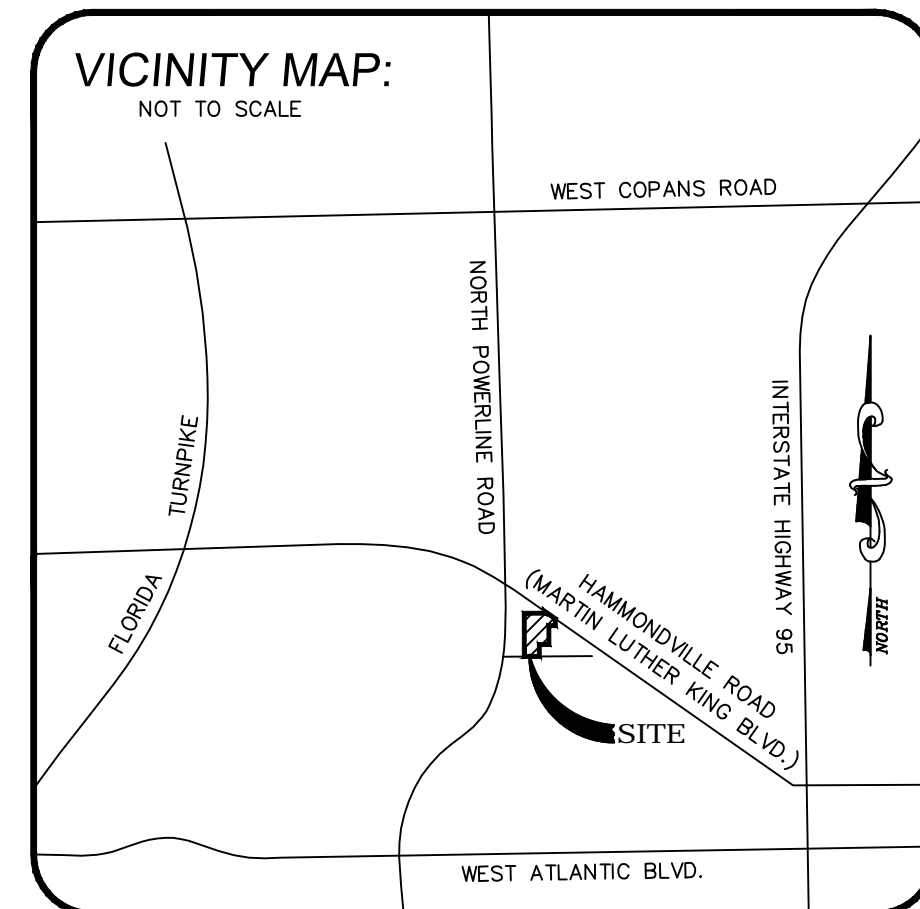 VICINITY MAP:
NOT TO SCALE
WEST COPANS ROAD
NORTH POWERLINE ROAD
INTERSTATE HIGHWAY 95
FLORIDA TURNPIKE
NORTH
HAMMONDVILLE ROAD
(MARTIN LUTHER KING BLVD.)
SITE
WEST ATLANTIC BLVD.